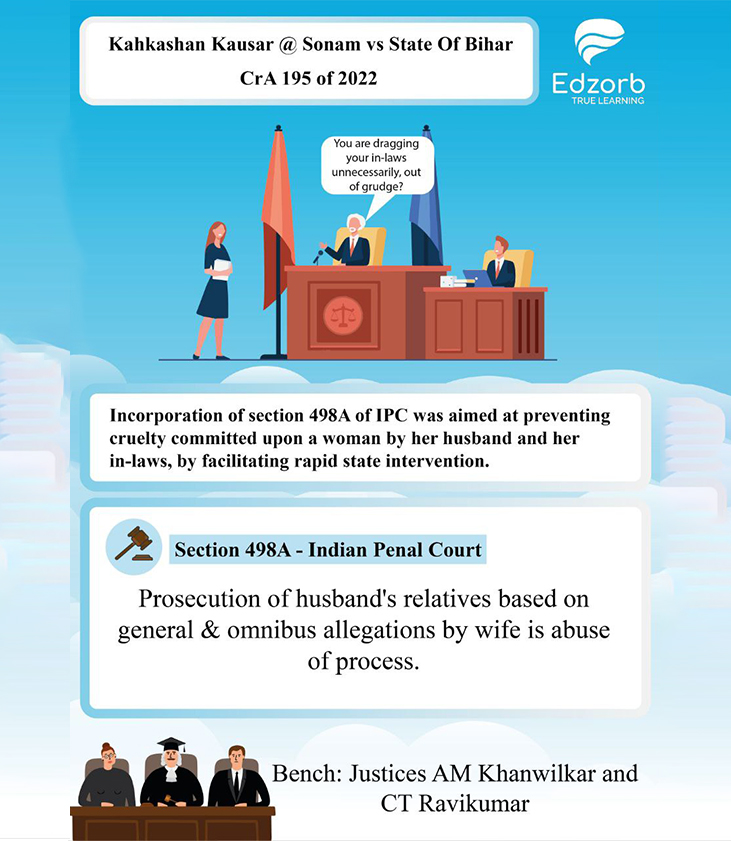 Kahkashan Kausar @ Sonam vs State Of Bihar
CrA 195 of 2022
Edzorb
TRUE LEARNING
You are dragging
your in-laws
unnecessarily, out
of grudge?
Incorporation of section 498A of IPC was aimed at preventing
cruelty committed upon a woman by her husband and her
in-laws, by facilitating rapid state intervention.
Section 498A - Indian Penal Court
Prosecution of husband's relatives based on
general & omnibus allegations by wife is abuse
of process.
Bench: Justices AM Khanwilkar and
CT Ravikumar